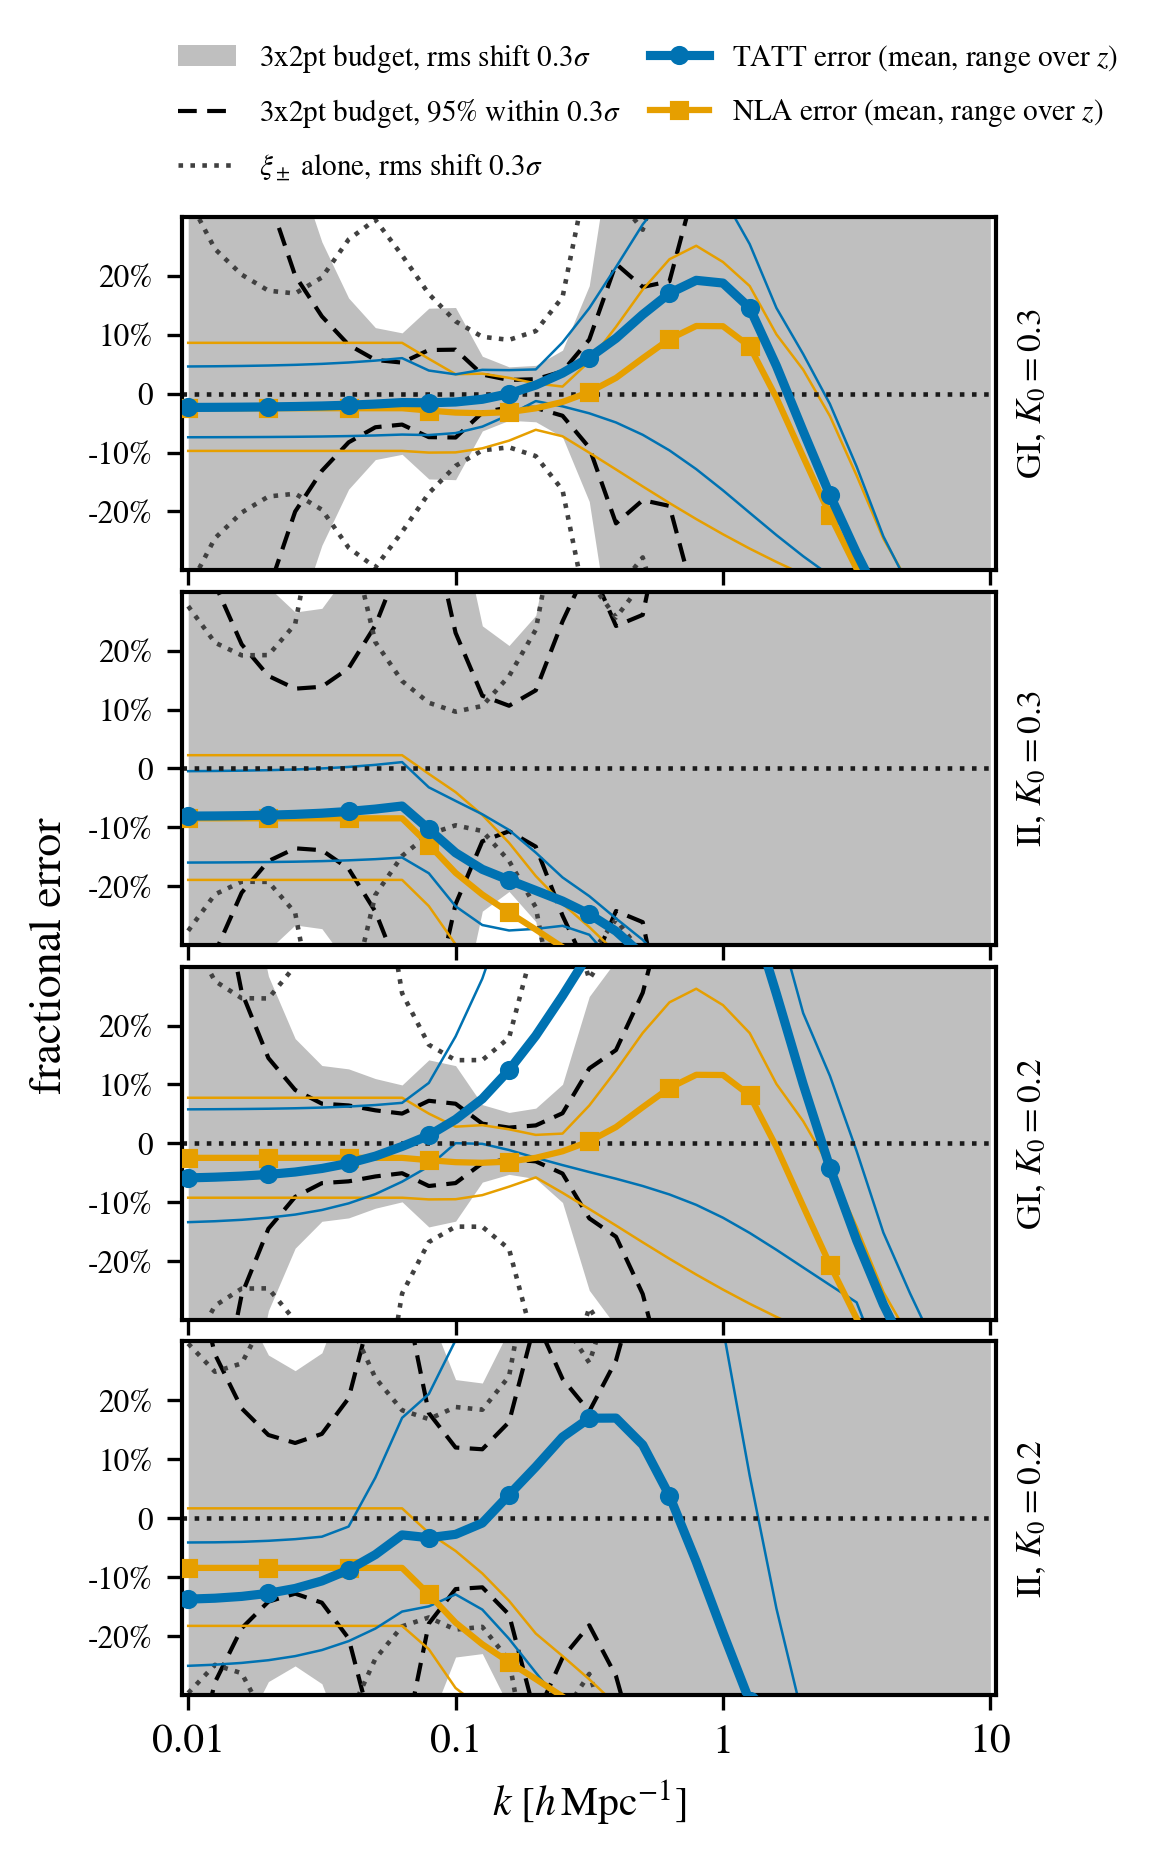 3x2pt budget, rms shift 0.3σ
3x2pt budget, 95% within 0.3σ
ξ± alone, rms shift 0.3σ
TATT error (mean, range over z)
NLA error (mean, range over z)
20%
10%
0
-10%
-20%
GI, K₀ = 0.3
20%
10%
0
-10%
-20%
II, K₀ = 0.3
fractional error
20%
10%
0
-10%
-20%
GI, K₀ = 0.2
20%
10%
0
-10%
-20%
II, K₀ = 0.2
0.01 0.1 1 10
k [h Mpc⁻¹]